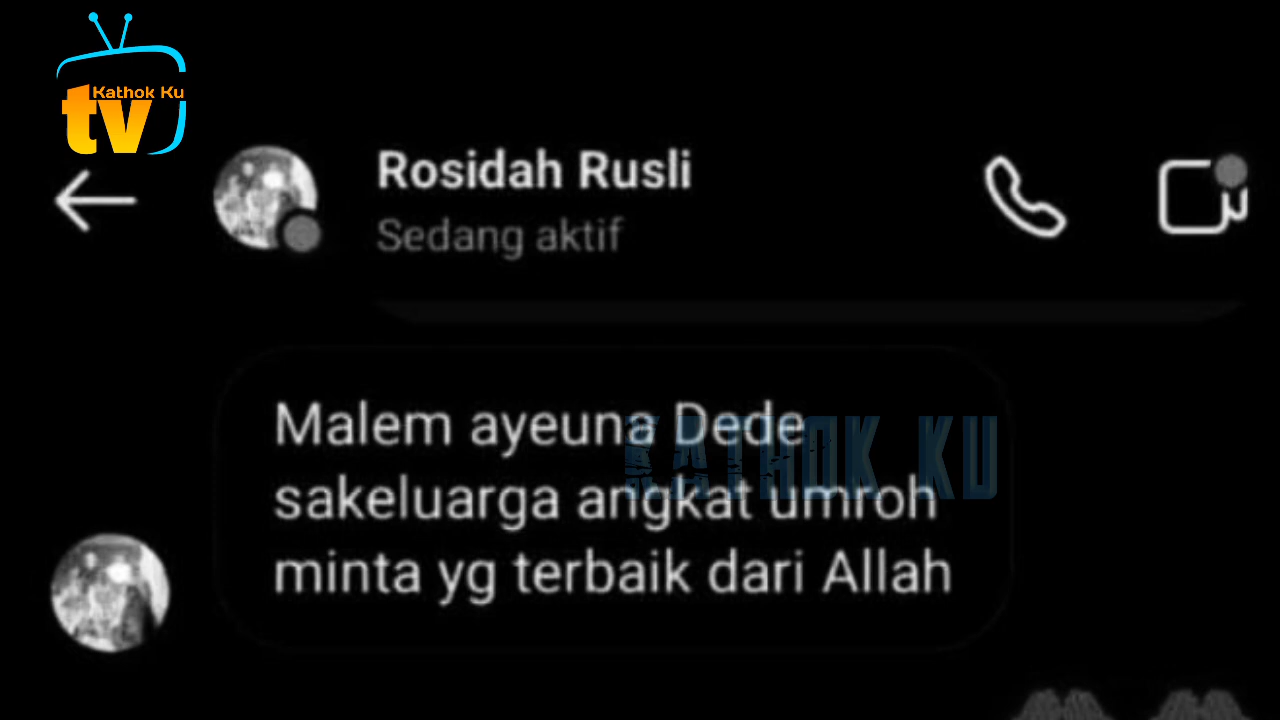 Kathok Ku
tv
Rosidah Rusli
Sedang aktif
Malem ayeuna Dede
sakeluarga angkat umroh
minta yg terbaik dari Allah
KATHOK KU